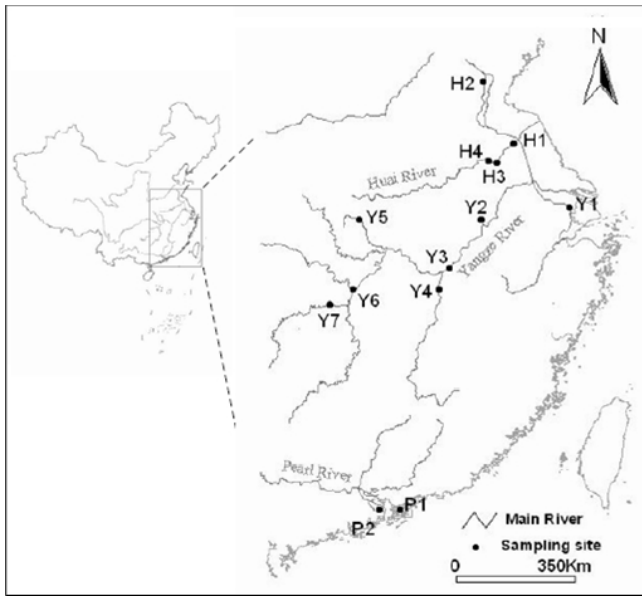 N
H2
H1
H4
H3
Huai River
Y1
Y5
Y2
Y3
Yangze River
Y4
Y6
Y7
Pearl River
P1
P2
Main River
Sampling site
0 350Km